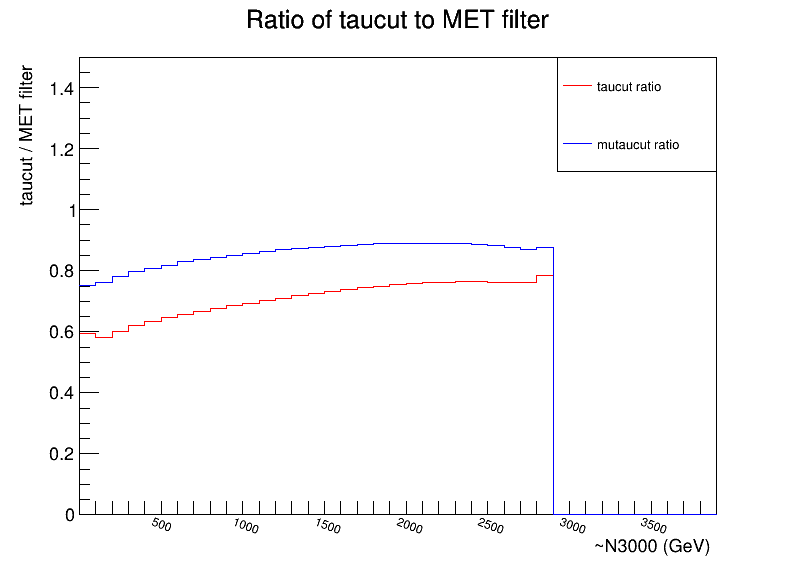 Ratio of taucut to MET filter
taucut / MET filter
taucut ratio
mutaucut ratio
1.4
1.2
1
0.8
0.6
0.4
0.2
0
500 1000 1500 2000 2500 3000 3500
~N3000 (GeV)